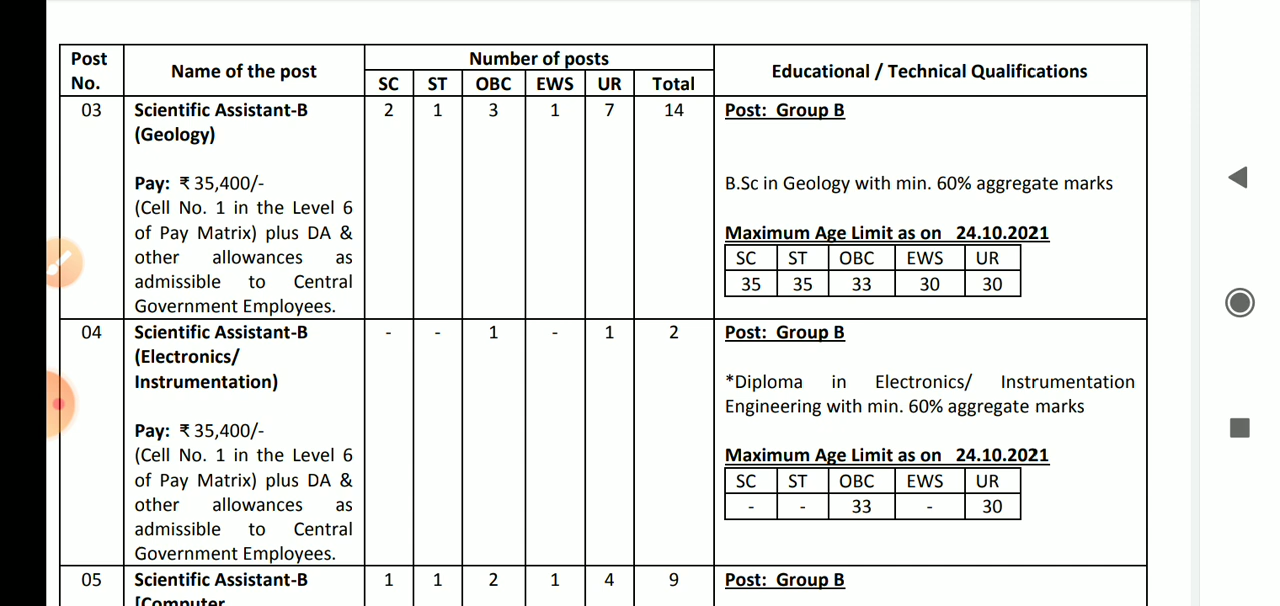 Post No. Name of the post Number of posts Educational / Technical Qualifications
SC ST OBC EWS UR Total
03 Scientific Assistant-B 2 1 3 1 7 14 Post: Group B
(Geology)
Pay: ₹ 35,400/- B.Sc in Geology with min. 60% aggregate marks
(Cell No. 1 in the Level 6
of Pay Matrix) plus DA & Maximum Age Limit as on 24.10.2021
other allowances as SC ST OBC EWS UR
admissible to Central 35 35 33 30 30
Government Employees.
04 Scientific Assistant-B - - 1 - 1 2 Post: Group B
(Electronics/
Instrumentation) *Diploma in Electronics/ Instrumentation
Engineering with min. 60% aggregate marks
Pay: ₹ 35,400/-
(Cell No. 1 in the Level 6 Maximum Age Limit as on 24.10.2021
of Pay Matrix) plus DA & SC ST OBC EWS UR
other allowances as - - 33 - 30
admissible to Central
Government Employees.
05 Scientific Assistant-B 1 1 2 1 4 9 Post: Group B
[Computer